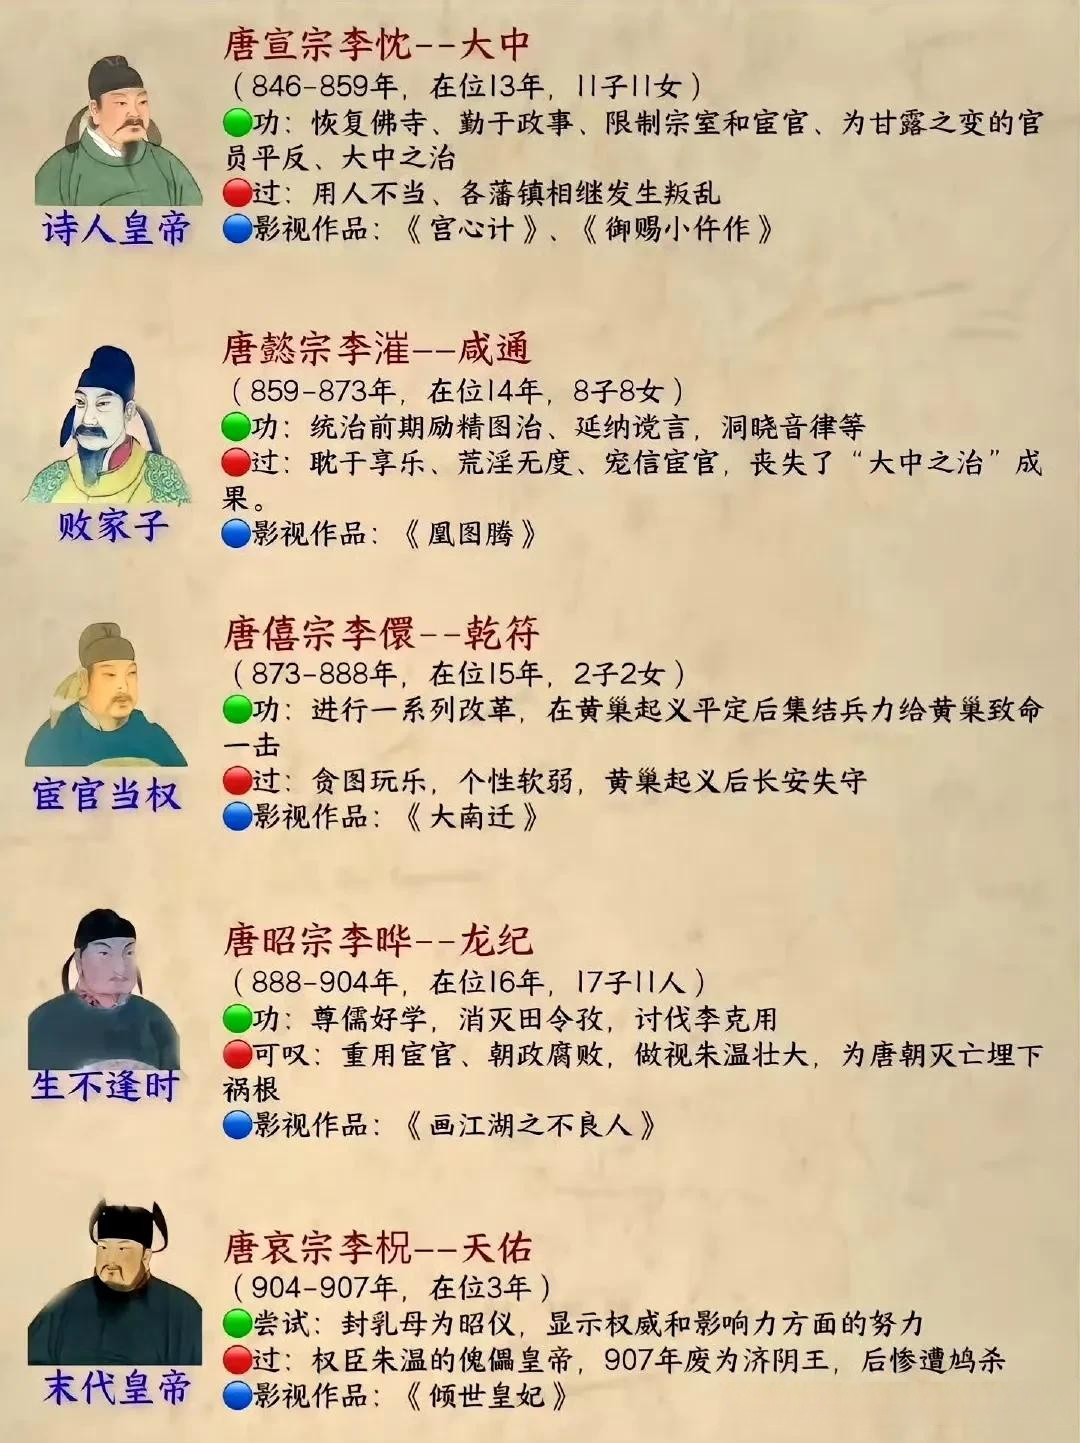 唐宣宗李忱--大中
（846-859年，在位13年，11子11女）
功：恢复佛寺、勤于政事、限制宗室和宦官、为甘露之变的官
员平反、大中之治
过：用人不当、各藩镇相继发生叛乱
诗人皇帝
影视作品：《宫心计》、《御赐小仵作》
唐懿宗李漼--咸通
（859-873年，在位14年，8子8女）
功：统治前期励精图治、延纳谠言，洞晓音律等
过：耽于享乐、荒淫无度、宠信宦官，丧失了“大中之治”成
果。
败家子
影视作品：《凰图腾》
唐僖宗李儇--乾符
（873-888年，在位15年，2子2女）
功：进行一系列改革，在黄巢起义平定后集结兵力给黄巢致命
一击
过：贪图玩乐，个性软弱，黄巢起义后长安失守
宦官当权
影视作品：《大南迁》
唐昭宗李晔--龙纪
（888-904年，在位16年，17子11人）
功：尊儒好学，消灭田令孜，讨伐李克用
可叹：重用宦官、朝政腐败，做视朱温壮大，为唐朝灭亡埋下
祸根
生不逢时
影视作品：《画江湖之不良人》
唐哀宗李柷--天佑
（904-907年，在位3年）
尝试：封乳母为昭仪，显示权威和影响力方面的努力
过：权臣朱温的傀儡皇帝，907年废为济阴王，后惨遭鸠杀
末代皇帝
影视作品：《倾世皇妃》